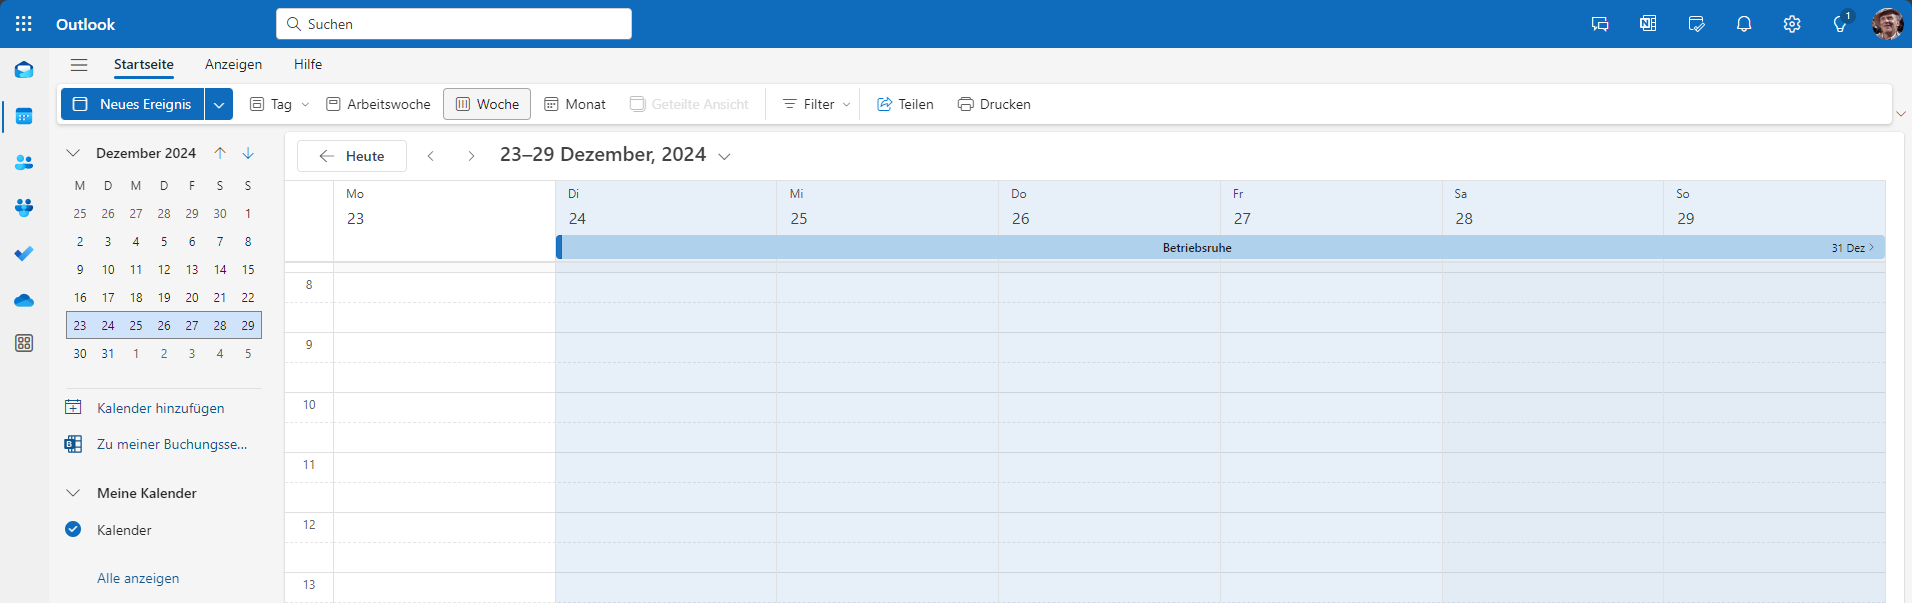 Outlook
Suchen
1
Startseite Anzeigen Hilfe
Neues Ereignis Tag Arbeitswoche Woche Monat Geteilte Ansicht Filter Teilen Drucken
Dezember 2024
M D M D F S S
25 26 27 28 29 30 1
2 3 4 5 6 7 8
9 10 11 12 13 14 15
16 17 18 19 20 21 22
23 24 25 26 27 28 29
30 31 1 2 3 4 5
Kalender hinzufügen
Zu meiner Buchungsse...
Meine Kalender
Kalender
Alle anzeigen
Heute 23–29 Dezember, 2024
Mo Di Mi Do Fr Sa So
23 24 25 26 27 28 29
Betriebsruhe 31 Dez
8
9
10
11
12
13